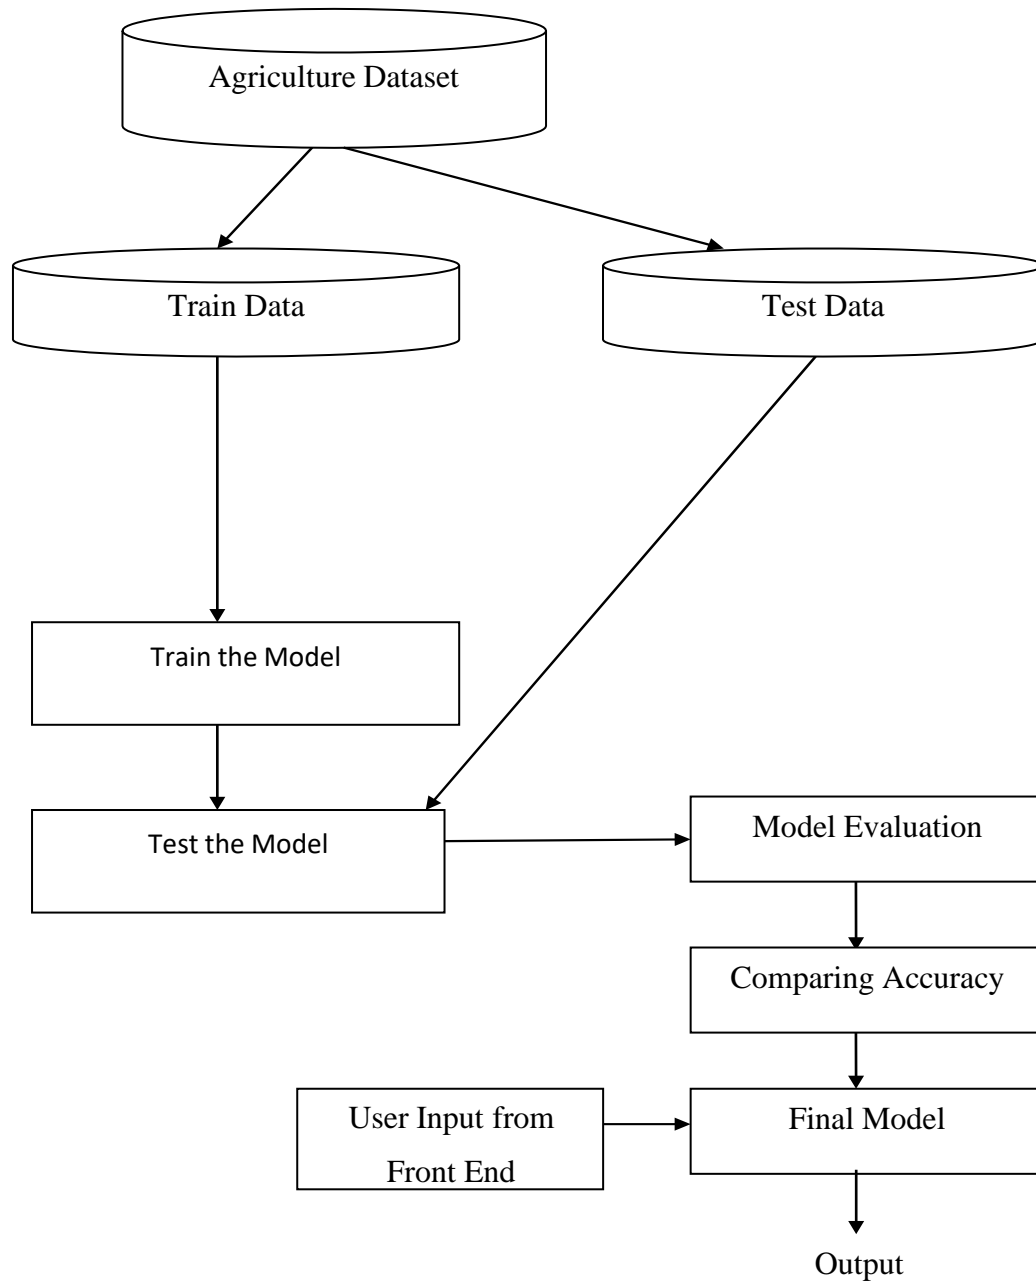 Agriculture Dataset
Train Data
Test Data
Train the Model
Test the Model
Model Evaluation
Comparing Accuracy
User Input from
Front End
Final Model
Output